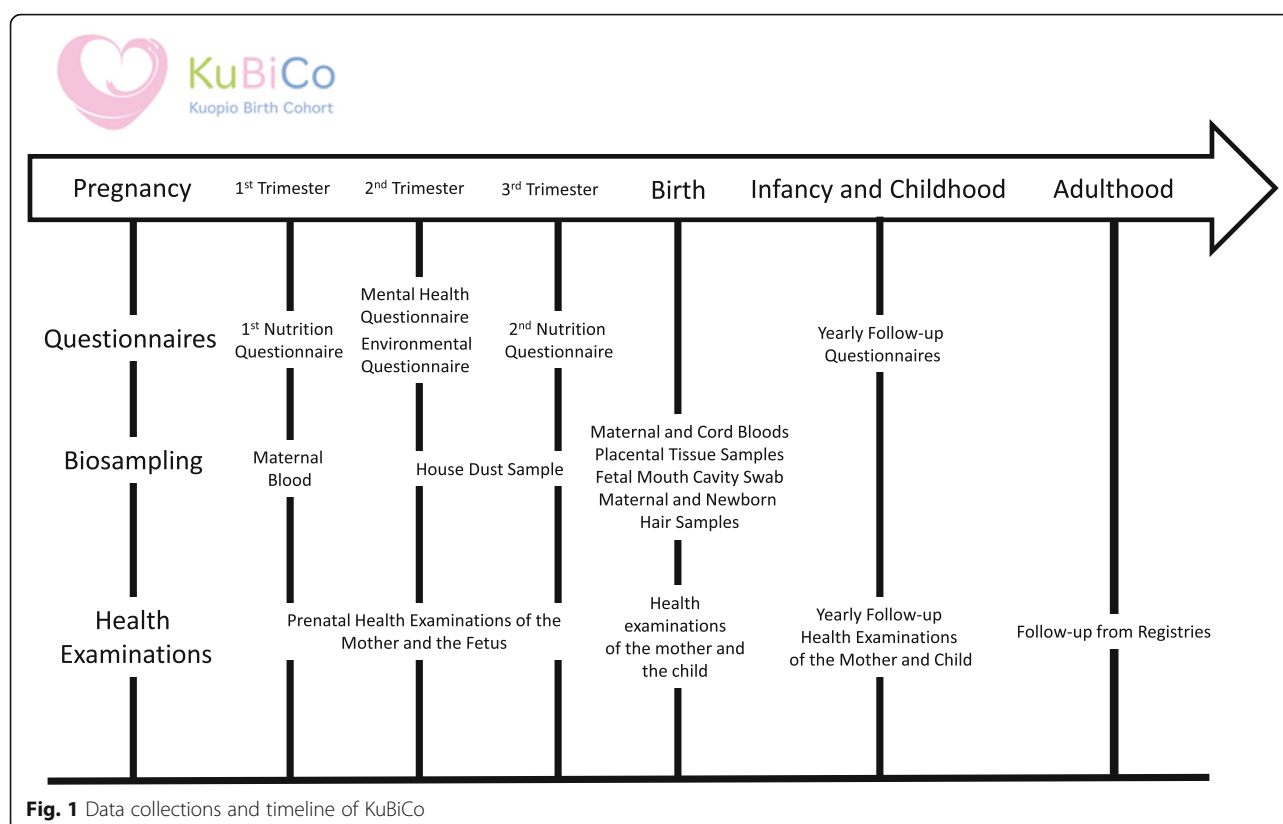 KuBiCo
Kuopio Birth Cohort
Pregnancy
1st Trimester
2nd Trimester
3rd Trimester
Birth
Infancy and Childhood
Adulthood
Questionnaires
1st Nutrition
Questionnaire
Mental Health
Questionnaire
Environmental
Questionnaire
2nd Nutrition
Questionnaire
Yearly Follow-up
Questionnaires
Biosampling
Maternal
Blood
House Dust Sample
Maternal and Cord Bloods
Placental Tissue Samples
Fetal Mouth Cavity Swab
Maternal and Newborn
Hair Samples
Health
Examinations
Prenatal Health Examinations of the
Mother and the Fetus
Health
examinations
of the mother and
the child
Yearly Follow-up
Health Examinations
of the Mother and Child
Follow-up from Registries
Fig. 1 Data collections and timeline of KuBiCo